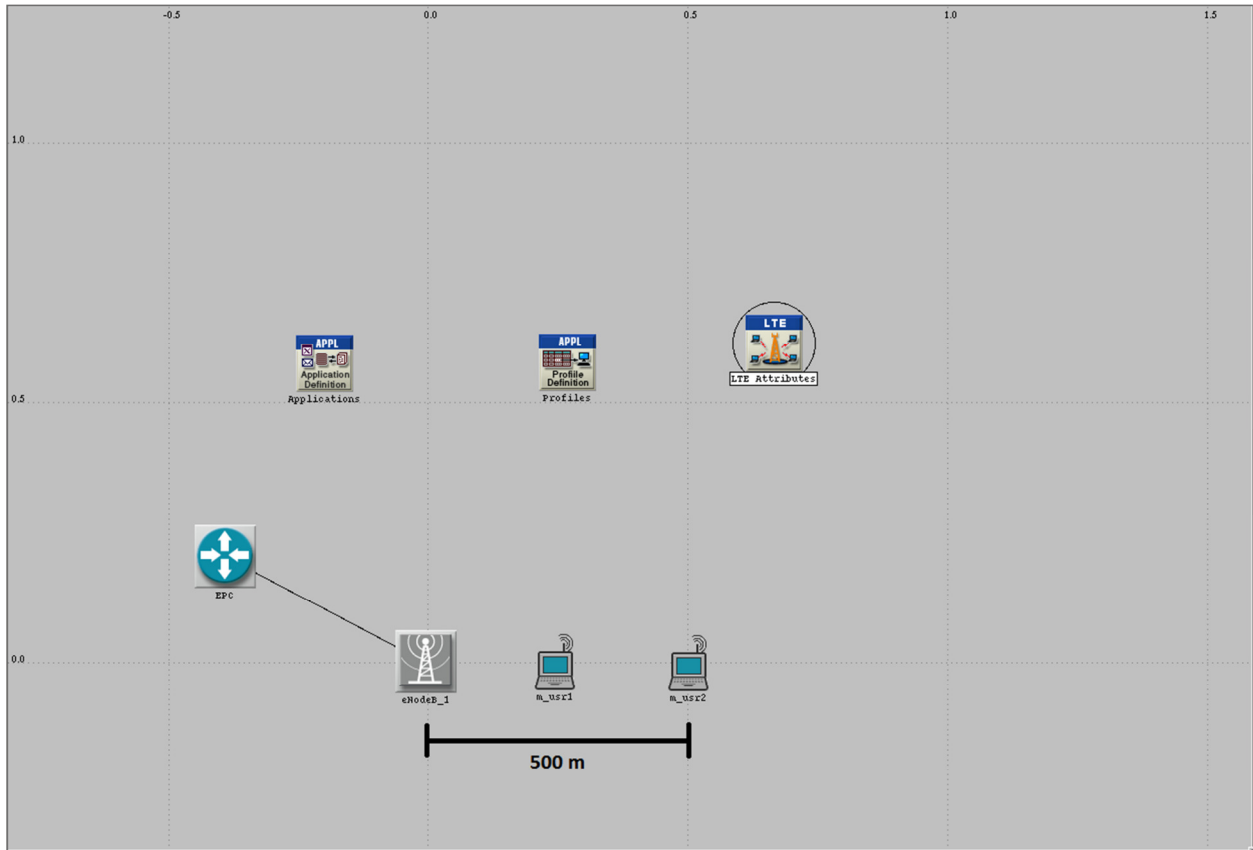 -0.5 0.0 0.5 1.0 1.5
1.0
APPL
Application
Definition
Applications
APPL
Profile
Definition
Profiles
LTE
LTE Attributes
0.5
EPC
0.0
eNodeB_1
m_usr1
m_usr2
500 m